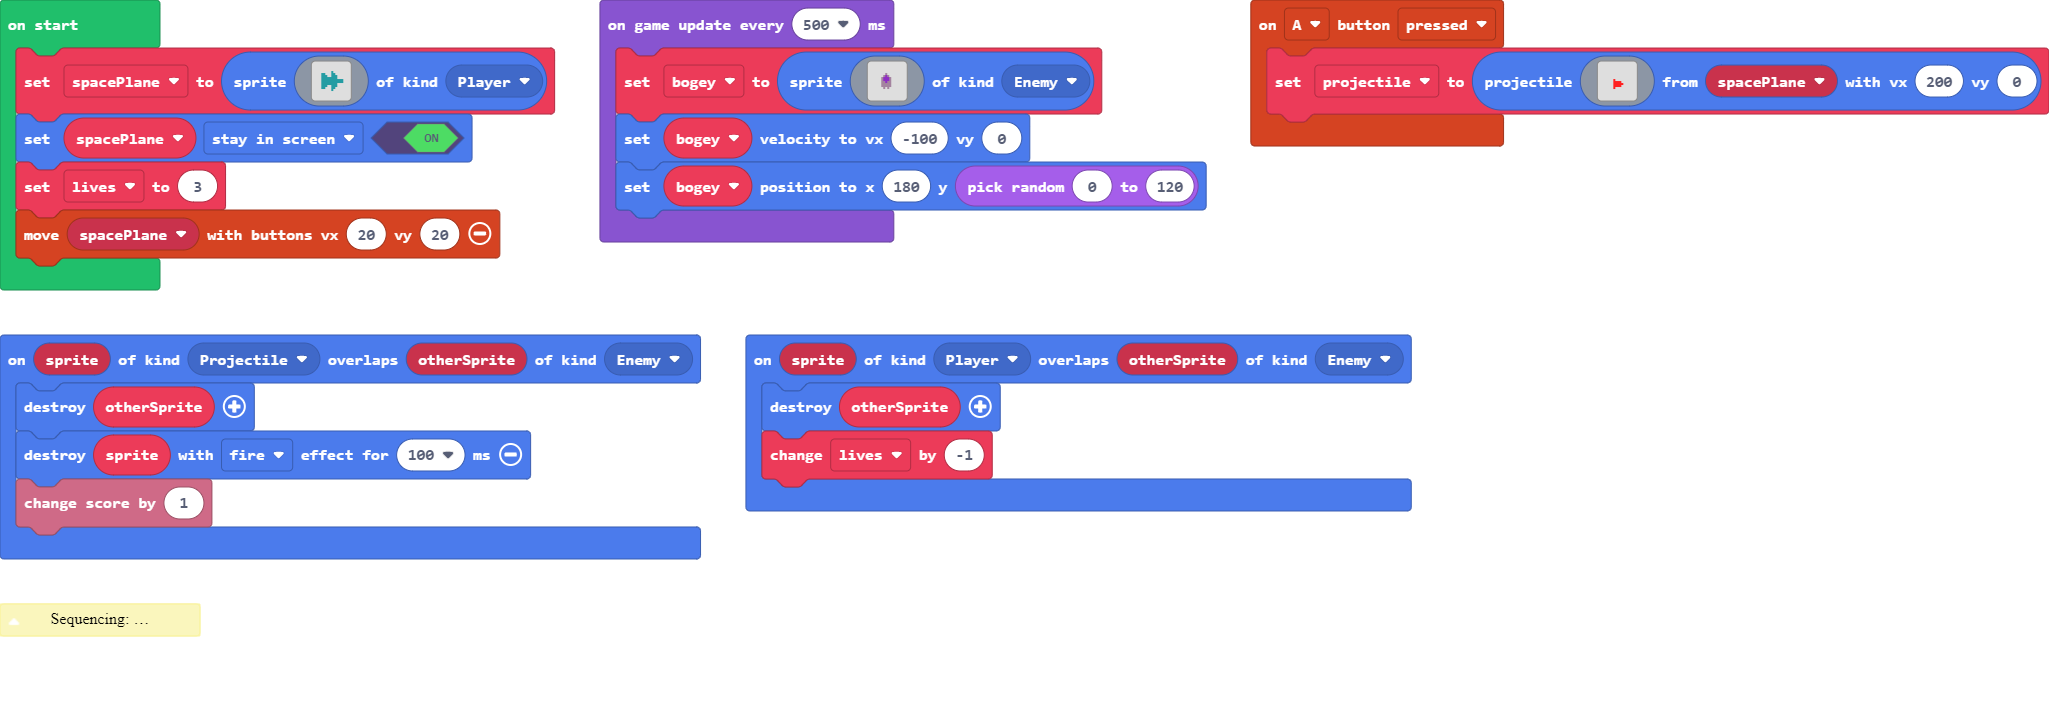 on start
set spacePlane to sprite of kind Player
set spacePlane stay in screen ON
set lives to 3
move spacePlane with buttons vx 20 vy 20
on game update every 500 ms
set bogey to sprite of kind Enemy
set bogey velocity to vx -100 vy 0
set bogey position to x 180 y pick random 0 to 120
on A button pressed
set projectile to projectile from spacePlane with vx 200 vy 0
on sprite of kind Projectile overlaps otherSprite of kind Enemy
destroy otherSprite
destroy sprite with fire effect for 100 ms
change score by 1
on sprite of kind Player overlaps otherSprite of kind Enemy
destroy otherSprite
change lives by -1
Sequencing: …